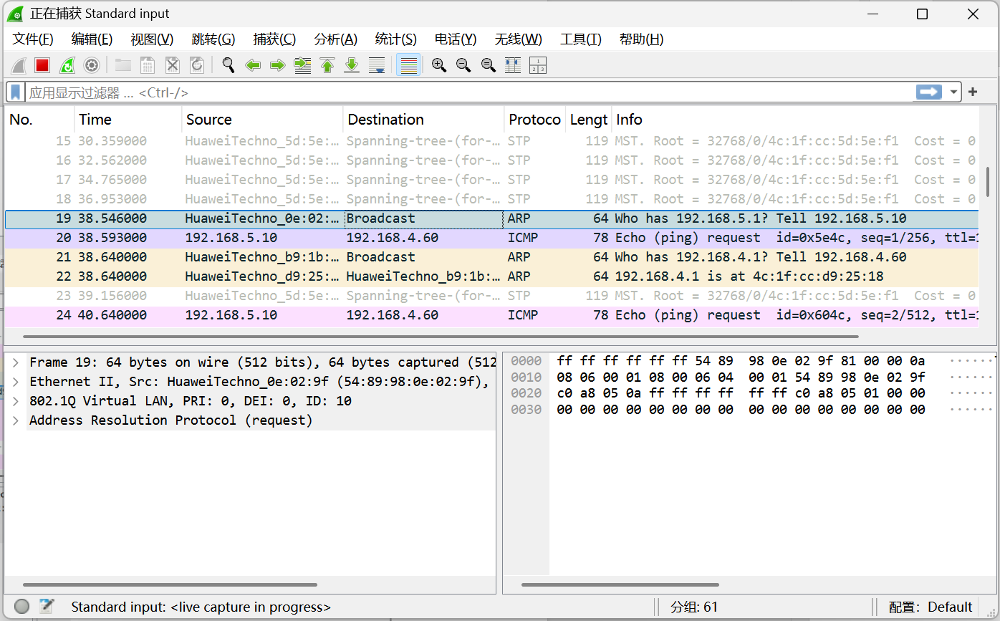 正在捕获 Standard input
文件(F) 编辑(E) 视图(V) 跳转(G) 捕获(C) 分析(A) 统计(S) 电话(Y) 无线(W) 工具(T) 帮助(H)
应用显示过滤器 … <Ctrl-/>
No. Time Source Destination Protoco Lengt Info
15 30.359000 HuaweiTechno_5d:5e:… Spanning-tree-(for-… STP 119 MST. Root = 32768/0/4c:1f:cc:5d:5e:f1 Cost = 0
16 32.562000 HuaweiTechno_5d:5e:… Spanning-tree-(for-… STP 119 MST. Root = 32768/0/4c:1f:cc:5d:5e:f1 Cost = 0
17 34.765000 HuaweiTechno_5d:5e:… Spanning-tree-(for-… STP 119 MST. Root = 32768/0/4c:1f:cc:5d:5e:f1 Cost = 0
18 36.953000 HuaweiTechno_5d:5e:… Spanning-tree-(for-… STP 119 MST. Root = 32768/0/4c:1f:cc:5d:5e:f1 Cost = 0
19 38.546000 HuaweiTechno_0e:02:… Broadcast ARP 64 Who has 192.168.5.1? Tell 192.168.5.10
20 38.593000 192.168.5.10 192.168.4.60 ICMP 78 Echo (ping) request id=0x5e4c, seq=1/256, ttl=1
21 38.640000 HuaweiTechno_b9:1b:… Broadcast ARP 64 Who has 192.168.4.1? Tell 192.168.4.60
22 38.640000 HuaweiTechno_d9:25:… HuaweiTechno_b9:1b:… ARP 64 192.168.4.1 is at 4c:1f:cc:d9:25:18
23 39.156000 HuaweiTechno_5d:5e:… Spanning-tree-(for-… STP 119 MST. Root = 32768/0/4c:1f:cc:5d:5e:f1 Cost = 0
24 40.640000 192.168.5.10 192.168.4.60 ICMP 78 Echo (ping) request id=0x604c, seq=2/512, ttl=1
Frame 19: 64 bytes on wire (512 bits), 64 bytes captured (512
Ethernet II, Src: HuaweiTechno_0e:02:9f (54:89:98:0e:02:9f),
802.1Q Virtual LAN, PRI: 0, DEI: 0, ID: 10
Address Resolution Protocol (request)
0000 ff ff ff ff ff ff 54 89 98 0e 02 9f 81 00 00 0a ······T
0010 08 06 00 01 08 00 06 04 00 01 54 89 98 0e 02 9f ······
0020 c0 a8 05 0a ff ff ff ff ff ff c0 a8 05 01 00 00 ······
0030 00 00 00 00 00 00 00 00 00 00 00 00 00 00 00 00 ······
Standard input: <live capture in progress>
分组: 61
配置: Default